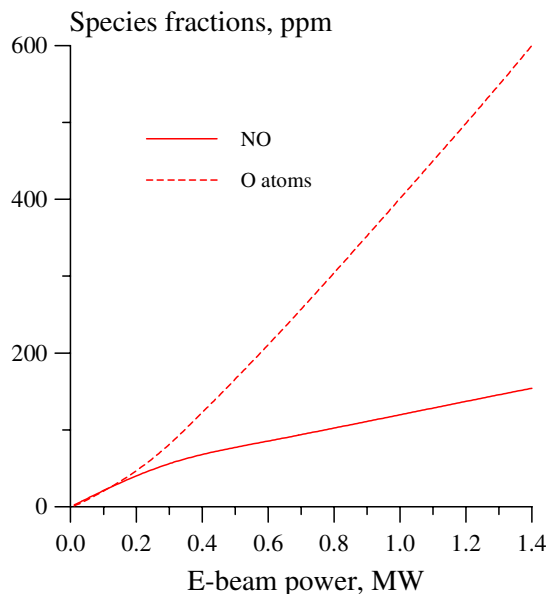 Species fractions, ppm
600
400
200
0
NO
O atoms
0.0 0.2 0.4 0.6 0.8 1.0 1.2 1.4
E-beam power, MW